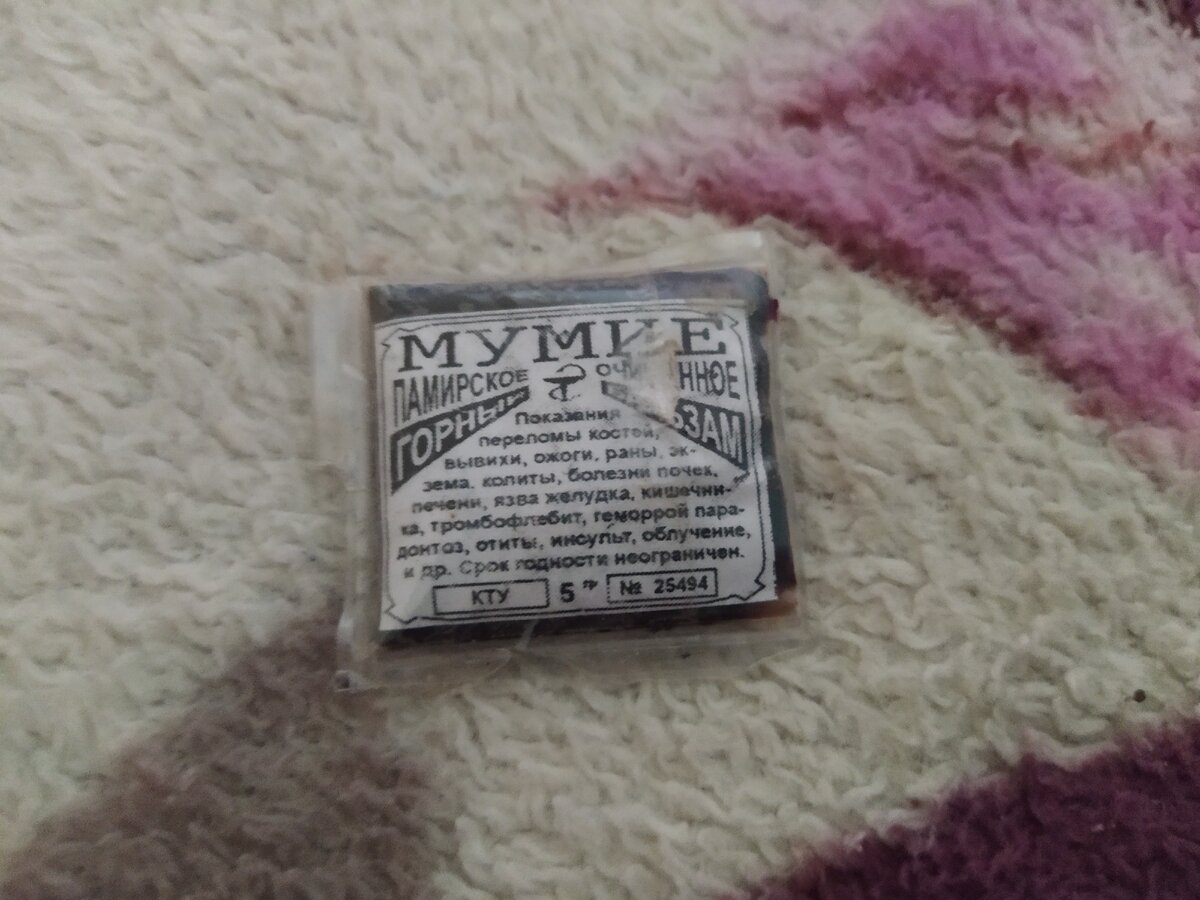 МУМИЕ
ПАМИРСКОЕ
ГОРНЫЙ
Показания
переломы костей,
вывихи, ожоги, раны, эк-
зема, колиты, болезни почек,
печени, язва желудка, кишечни-
ка, тромбофлебит, геморрой пара-
донтоз, отиты, инсульт, облучение,
и др. Срок годности неограничен.
КТУ 5 гр № 25494